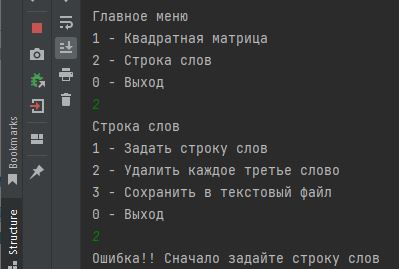 Главное меню
1 - Квадратная матрица
2 - Строка слов
0 - Выход
2
Строка слов
1 - Задать строку слов
2 - Удалить каждое третье слово
3 - Сохранить в текстовый файл
0 - Выход
2
Ошибка!! Сначало задайте строку слов
Bookmarks
Structure